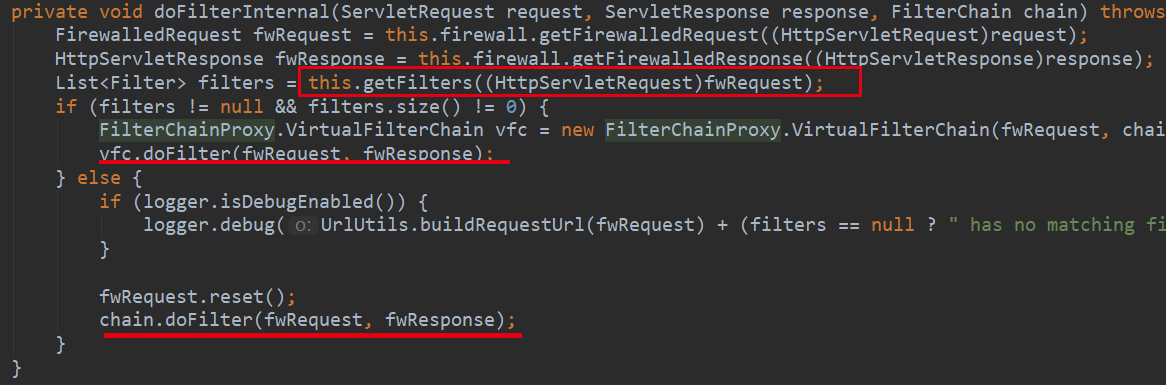 private void doFilterInternal(ServletRequest request, ServletResponse response, FilterChain chain) throws
FirewalledRequest fwRequest = this.firewall.getFirewalledRequest((HttpServletRequest)request);
HttpServletResponse fwResponse = this.firewall.getFirewalledResponse((HttpServletResponse)response);
List<Filter> filters = this.getFilters((HttpServletRequest)fwRequest);
if (filters != null && filters.size() != 0) {
FilterChainProxy.VirtualFilterChain vfc = new FilterChainProxy.VirtualFilterChain(fwRequest, chai
vfc.doFilter(fwRequest, fwResponse);
} else {
if (logger.isDebugEnabled()) {
logger.debug( o: UrlUtils.buildRequestUrl(fwRequest) + (filters == null ? " has no matching fi
}
fwRequest.reset();
chain.doFilter(fwRequest, fwResponse);
}
}